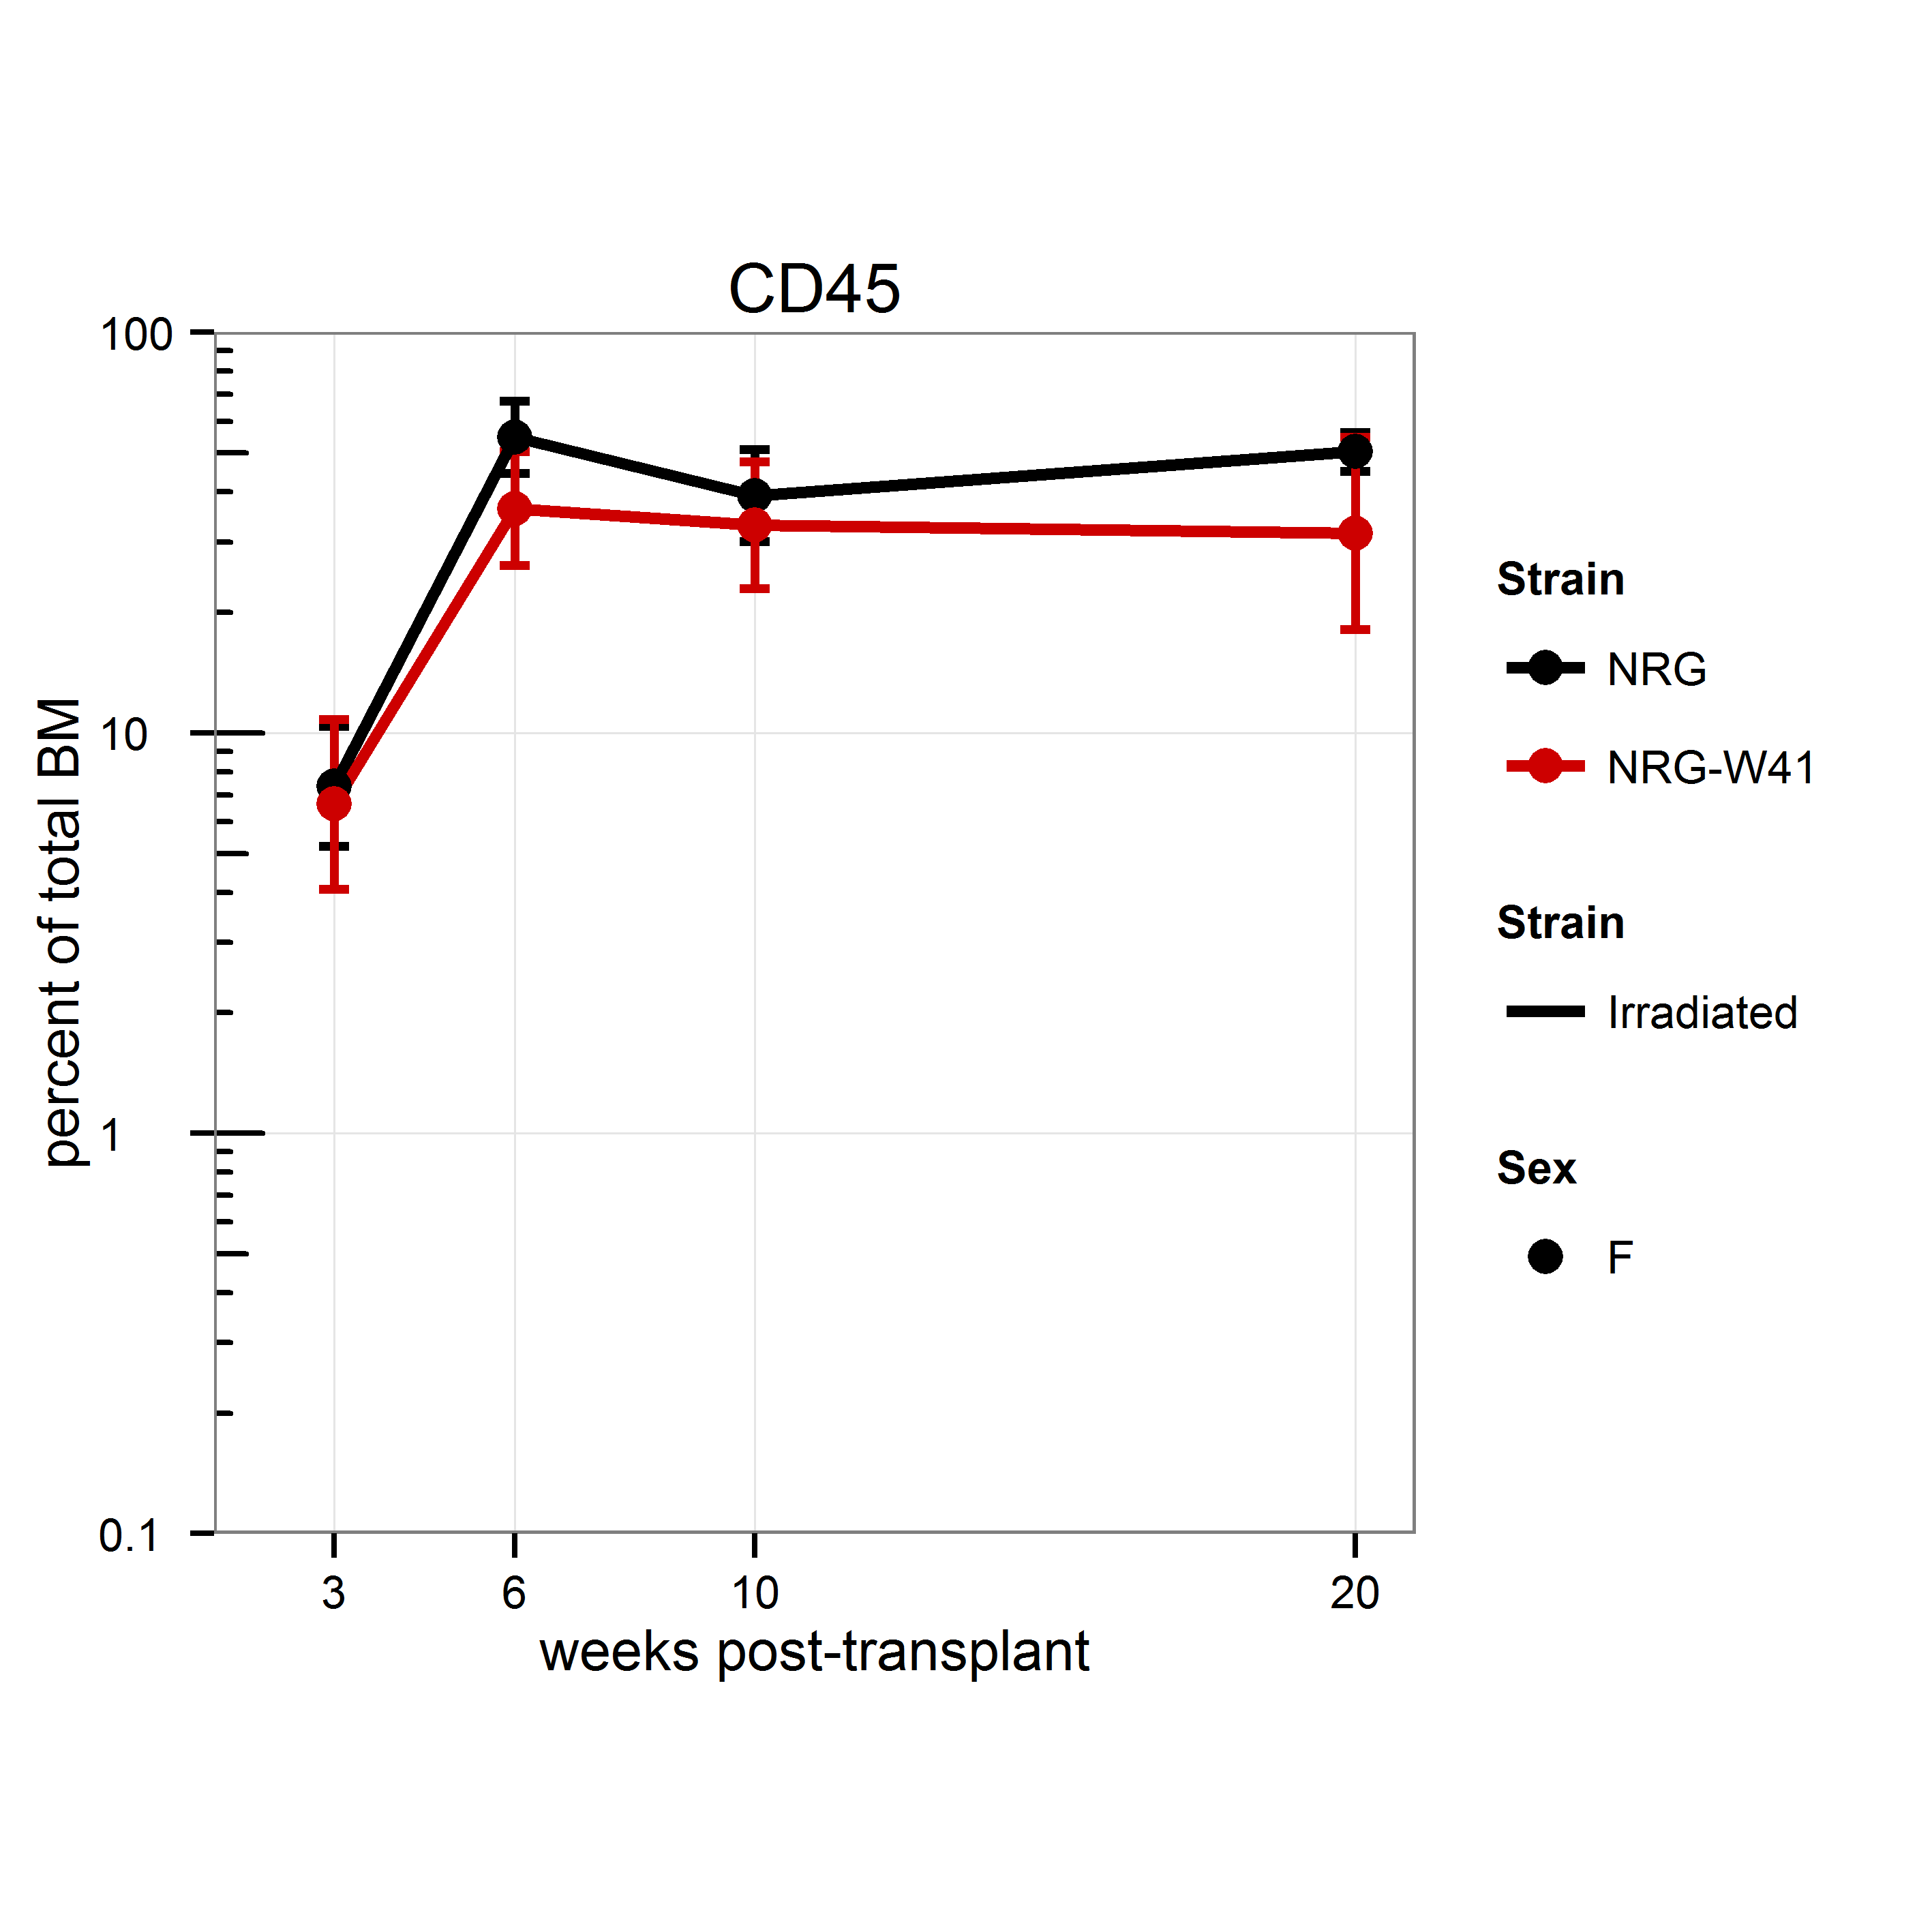 CD45
100
10
1
0.1
percent of total BM
3 6 10 20
weeks post-transplant
Strain
NRG
NRG-W41
Strain
Irradiated
Sex
F